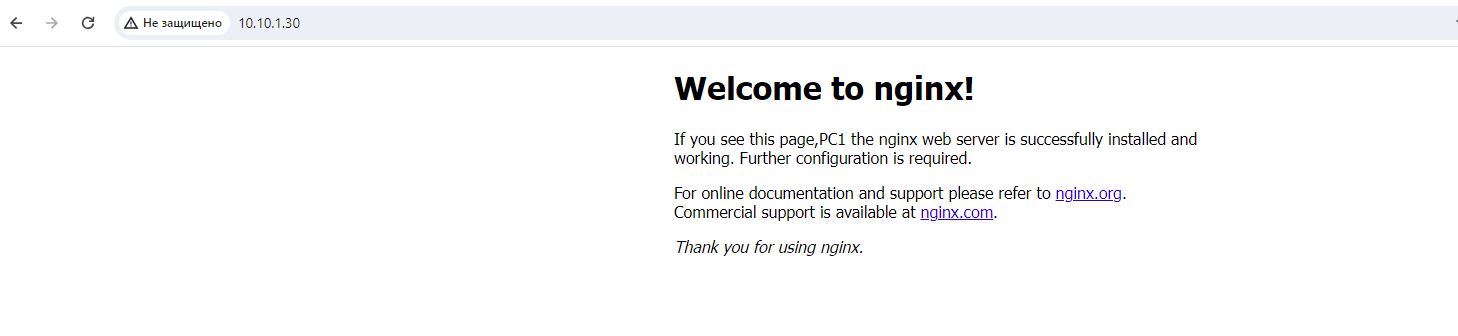 Не защищено 10.10.1.30
Welcome to nginx!
If you see this page,PC1 the nginx web server is successfully installed and
working. Further configuration is required.
For online documentation and support please refer to nginx.org.
Commercial support is available at nginx.com.
Thank you for using nginx.